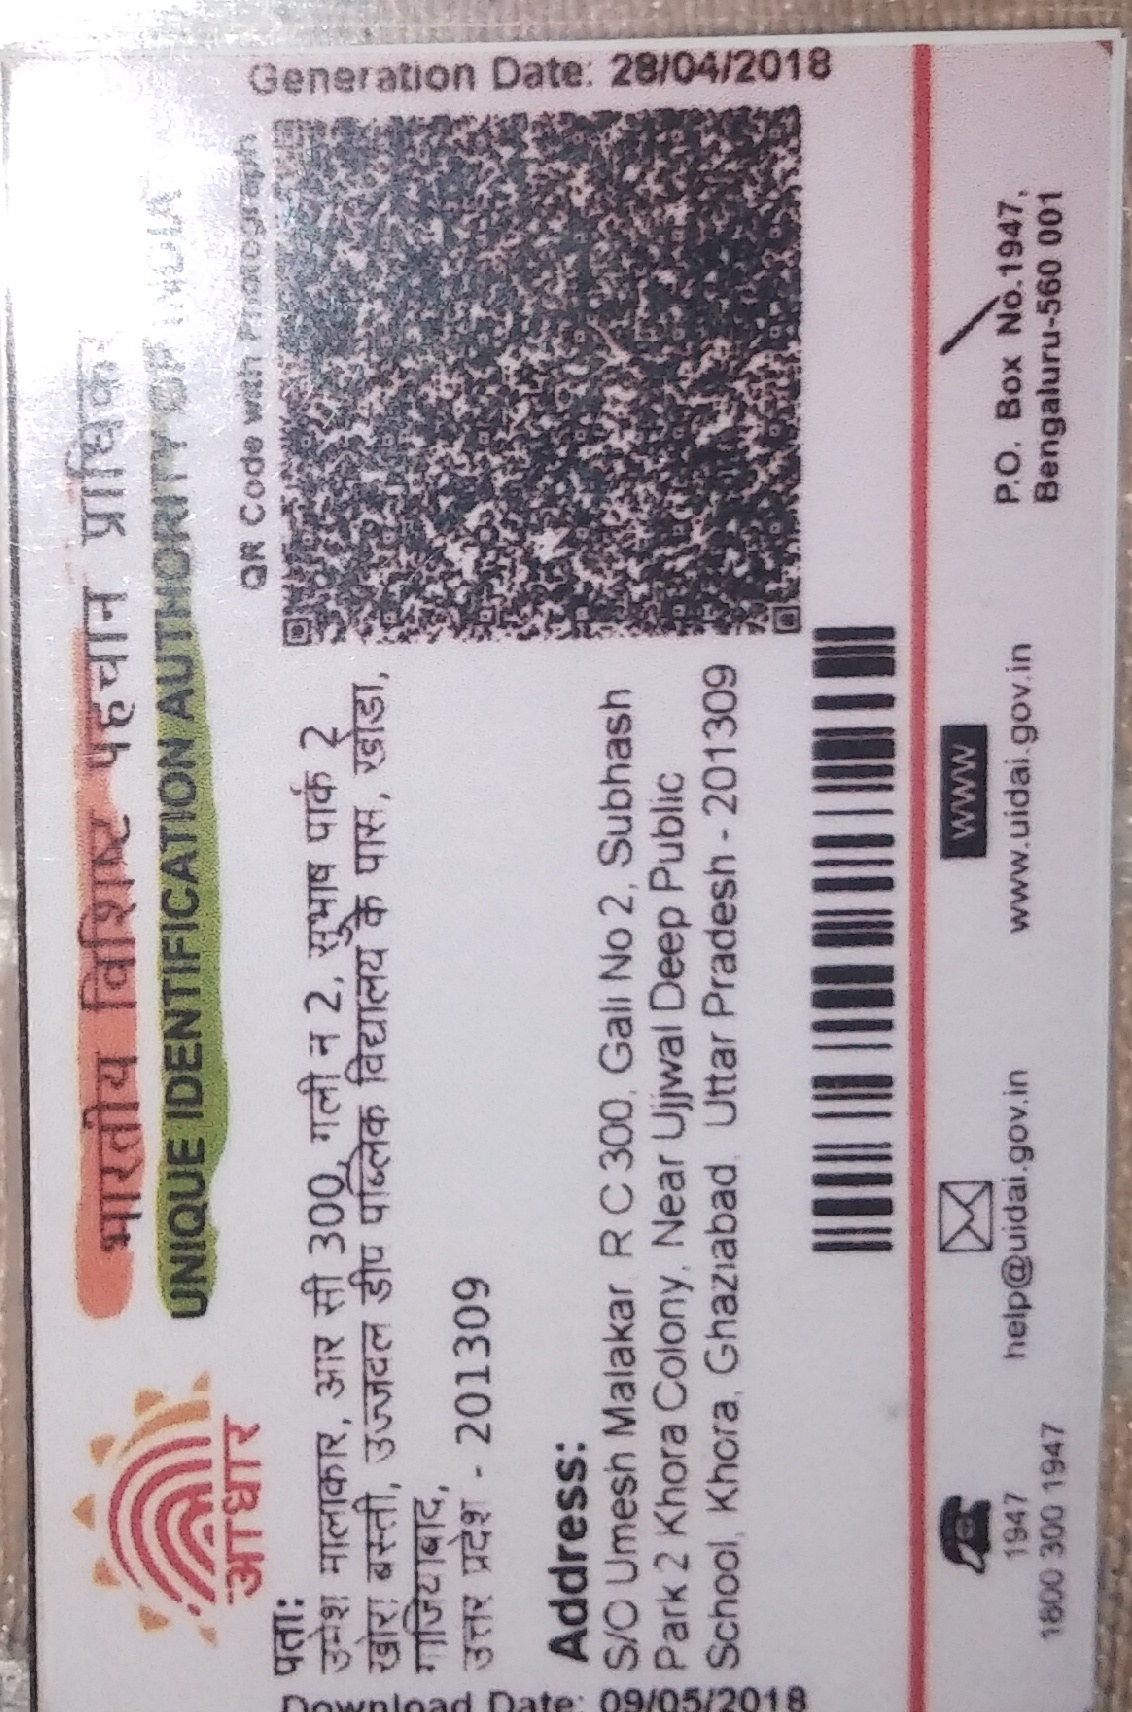 भारतीय विशिष्ट पहचान
UNIQUE IDENTIFICATION AUTHORITY OF INDIA
आधार
QR Code with Photograph
पता:
उमेश मालाकार, आर सी 300, गली न 2, सुभाष पार्क 2
खोरा बस्ती, उज्जवल डीप पब्लिक विद्यालय के पास, खोडा,
गाजियाबाद,
उत्तर प्रदेश - 201309
Address:
S/O Umesh Malakar, R C 300, Gali No 2, Subhash
Park 2 Khora Colony, Near Ujjwal Deep Public
School, Khora, Ghaziabad, Uttar Pradesh - 201309
Download Date: 09/05/2018
Generation Date: 28/04/2018
1947
1800 300 1947
help@uidai.gov.in
WWW
www.uidai.gov.in
P.O. Box No.1947,
Bengaluru-560 001